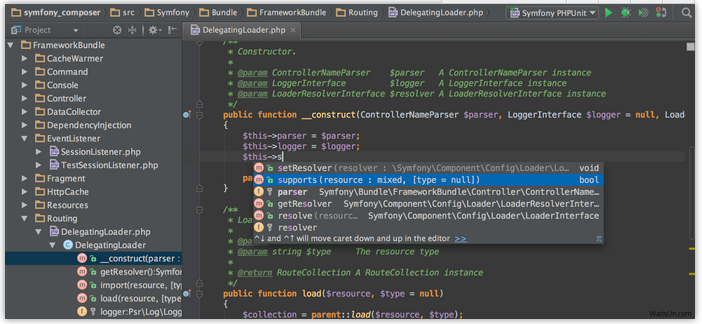 symfony_composer src Symfony Bundle FrameworkBundle Routing DelegatingLoader.php Symfony PHPUnit
Project DelegatingLoader.php
FrameworkBundle
CacheWarmer
Command
Console
Controller
DataCollector
DependencyInjection
EventListener
SessionListener.php
TestSessionListener.php
Fragment
HttpCache
Resources
Routing
DelegatingLoader.php
DelegatingLoader
__construct(parser :
getResolver():Symfo
import(resource, [type
load(resource, [type
logger:Psr\Log\Logg
/**
* Constructor.
*
* @param ControllerNameParser $parser A ControllerNameParser instance
* @param LoggerInterface $logger A LoggerInterface instance
* @param LoaderResolverInterface $resolver A LoaderResolverInterface instance
*/
public function __construct(ControllerNameParser $parser, LoggerInterface $logger = null, Load
{
$this->parser = $parser;
$this->logger = $logger;
$this->s
setResolver(resolver : \Symfony\Component\Config\Loader\Lo... void
supports(resource : mixed, [type = null]) bool
parser Symfony\Bundle\FrameworkBundle\Controller\ControllerName...
getResolver Symfony\Component\Config\Loader\LoaderResolverInter...
resolve(resourc... Symfony\Component\Config\Loader\LoaderInterface
resolver
^↓ and ^↑ will move caret down and up in the editor >> π
pa
}
/**
* Lo
*
* @pa
* @param string $type The resource type
*
* @return RouteCollection A RouteCollection instance
*/
public function load($resource, $type = null)
{
$collection = parent::load($resource, $type);
WaitsUn.com